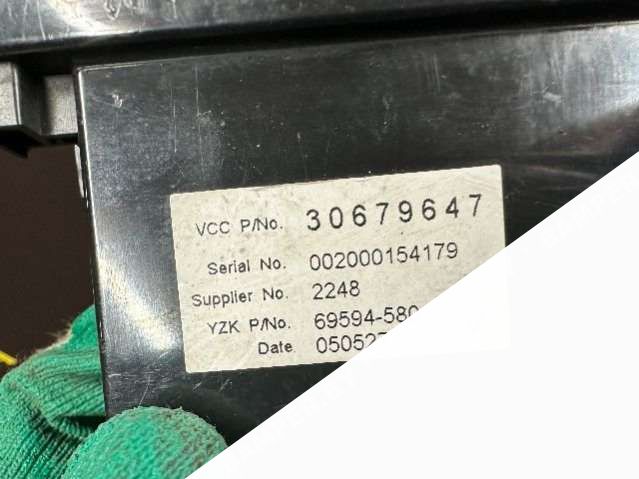 VCC P/No. 30679647
Serial No. 002000154179
Supplier No. 2248
YZK P/No.
Date